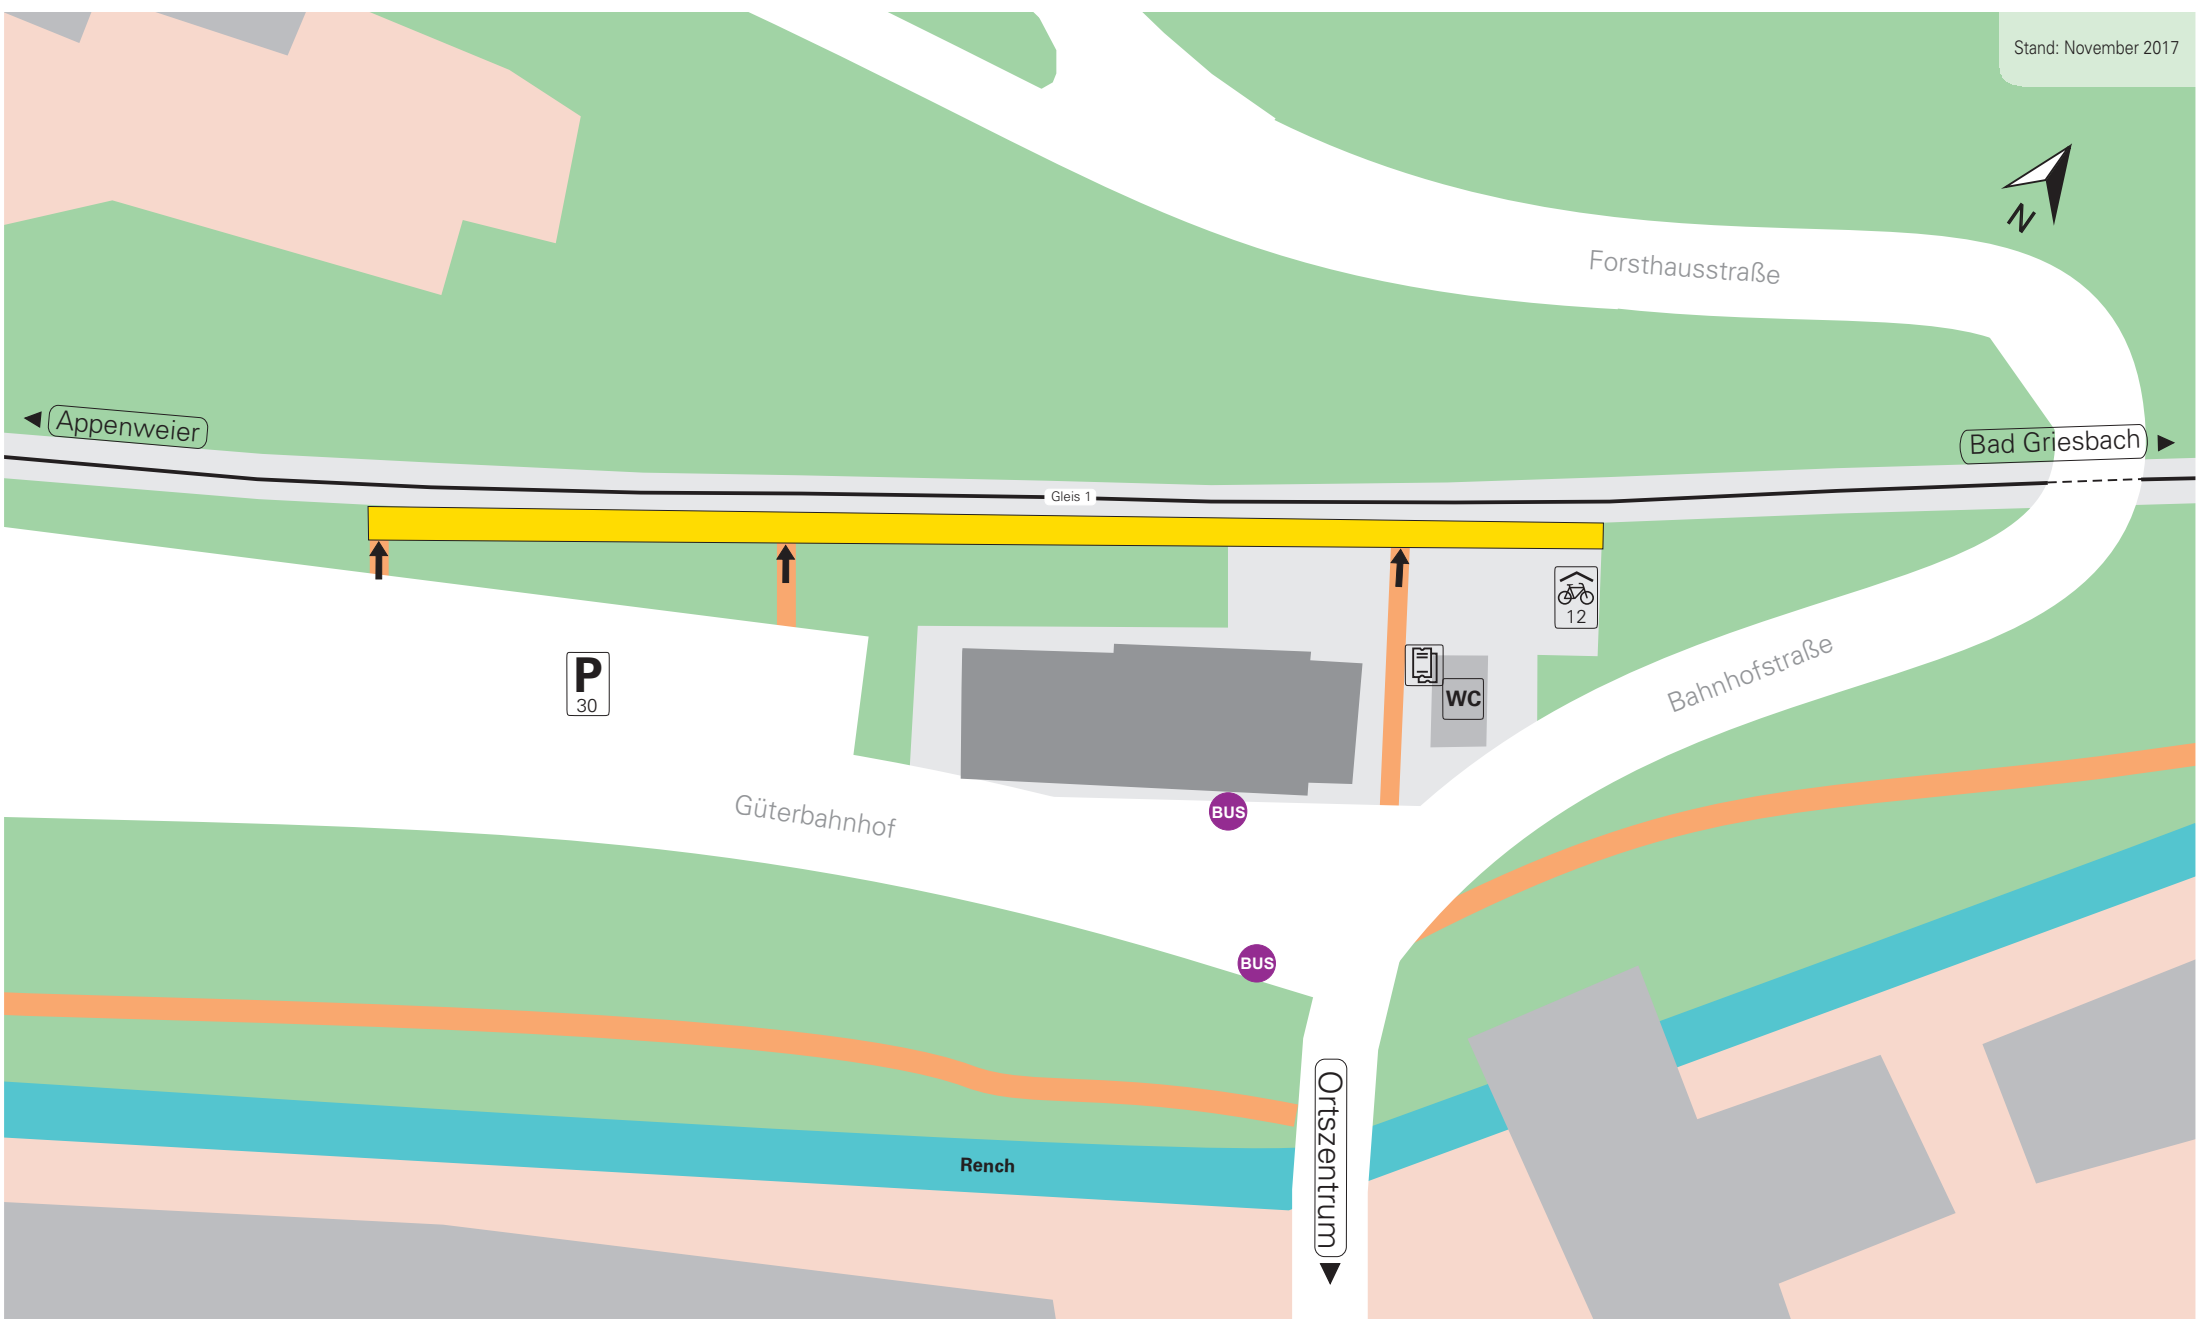 Stand: November 2017
N
Forsthausstraße
Appenweier
Bad Griesbach
Gleis 1
12
P
30
WC
Bahnhofstraße
Güterbahnhof
BUS
BUS
Ortszentrum
Rench